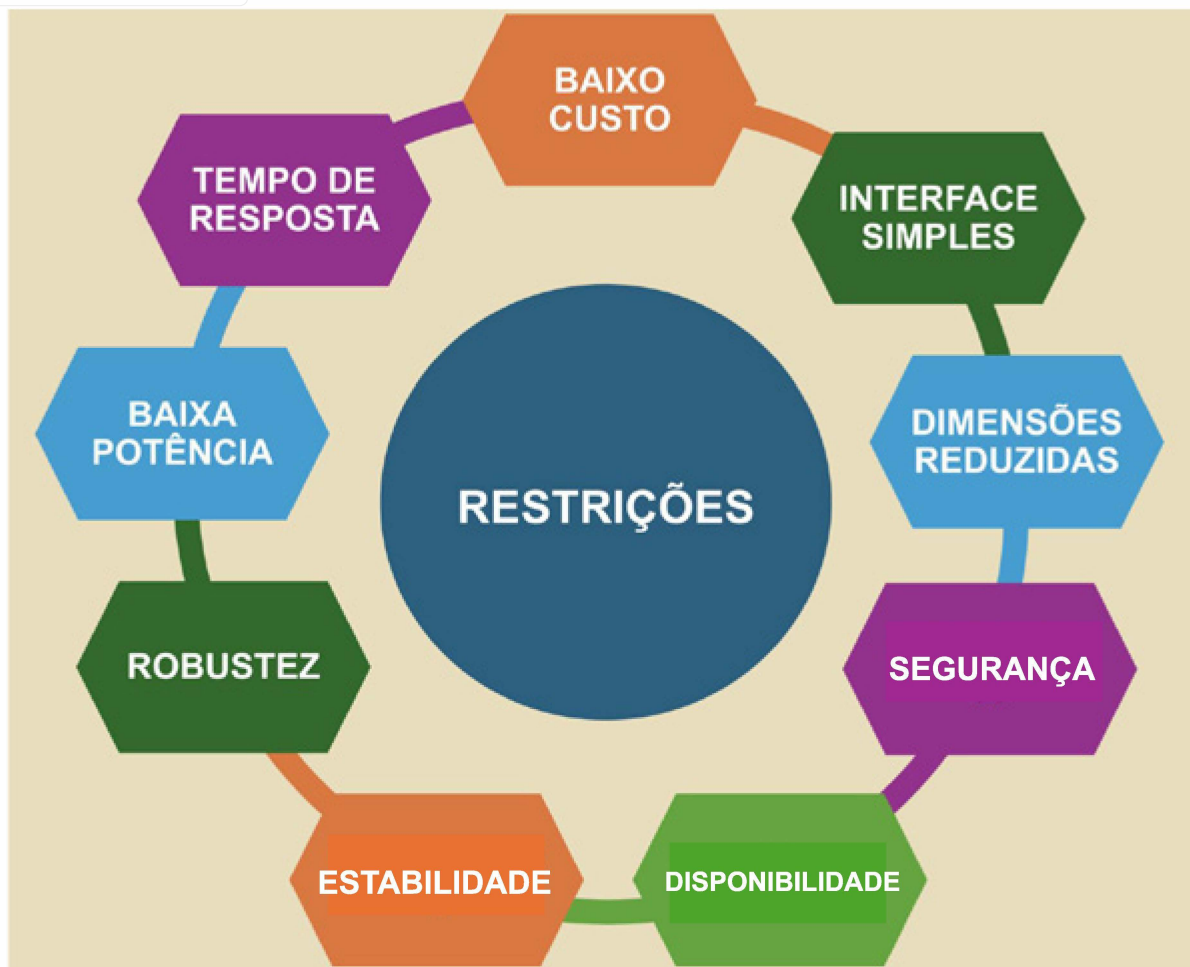 BAIXO
CUSTO
INTERFACE
SIMPLES
DIMENSÕES
REDUZIDAS
SEGURANÇA
DISPONIBILIDADE
ESTABILIDADE
ROBUSTEZ
BAIXA
POTÊNCIA
TEMPO DE
RESPOSTA
RESTRIÇÕES